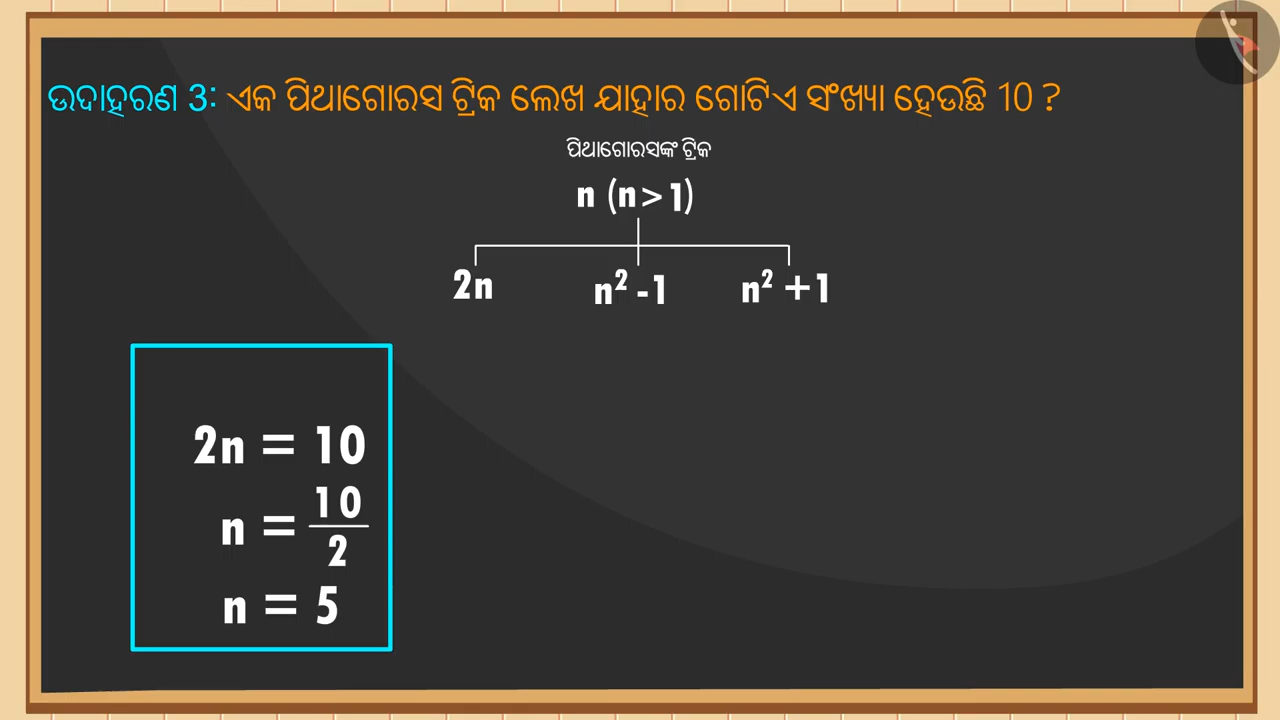 ଉଦାହରଣ 3: ଏକ ପିଥାଗୋରସ ଟ୍ରିକ ଲେଖ ଯାହାର ଗୋଟିଏ ସଂଖ୍ୟା ହେଉଛି 10 ?
ପିଥାଗୋରସଙ୍କ ଟ୍ରିକ
n (n > 1)
2n n² -1 n² +1
2n = 10
n = 10/2
n = 5